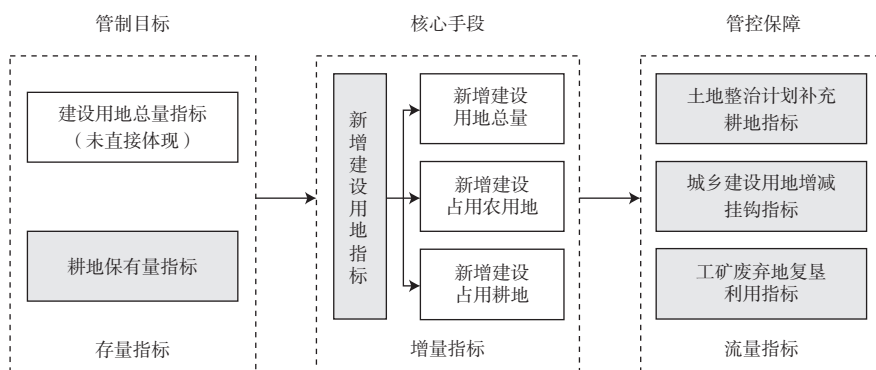 管制目标
核心手段
管控保障
建设用地总量指标
（未直接体现）
耕地保有量指标
存量指标
新增建设用地指标
新增建设
用地总量
新增建设
占用农用地
新增建设
占用耕地
增量指标
土地整治计划补充
耕地指标
城乡建设用地增减
挂钩指标
工矿废弃地复垦
利用指标
流量指标